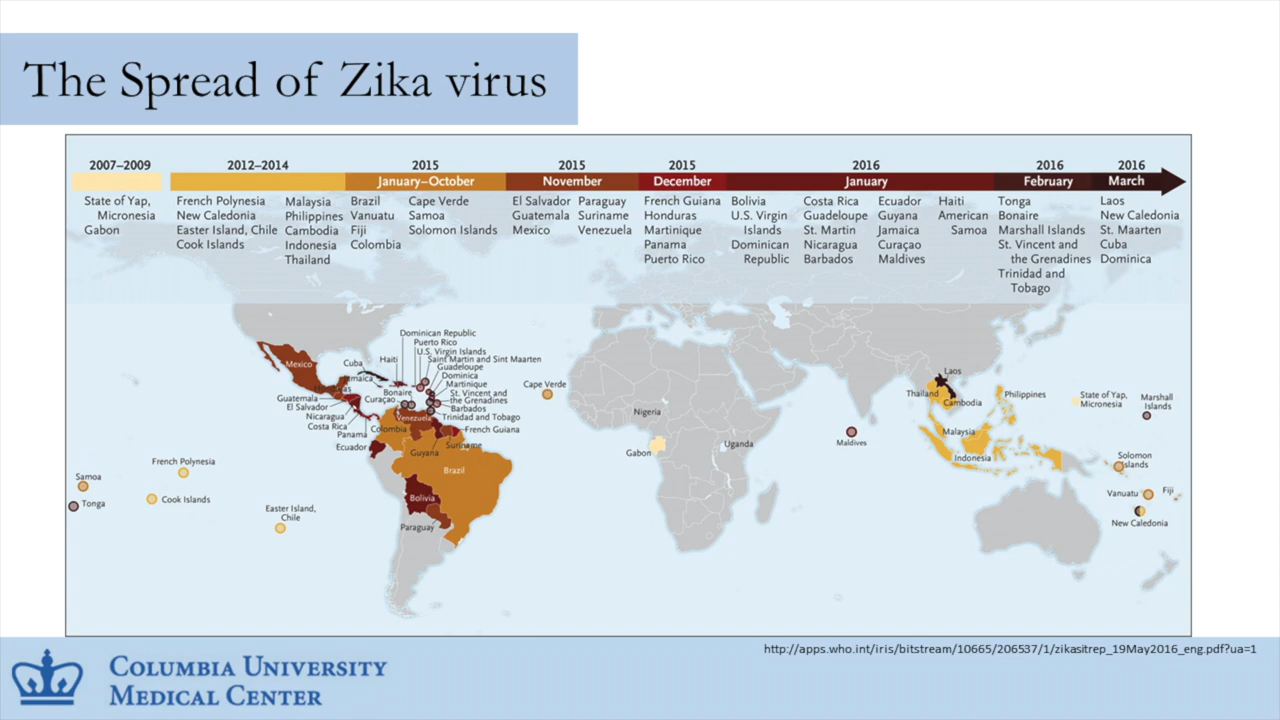 The Spread of Zika virus
2007–2009
2012–2014
2015
2015
2015
2016
2016
2016
January–October
November
December
January
February
March
State of Yap,
Micronesia
Gabon
French Polynesia
New Caledonia
Easter Island, Chile
Cook Islands
Malaysia
Philippines
Cambodia
Indonesia
Thailand
Brazil
Vanuatu
Fiji
Colombia
Cape Verde
Samoa
Solomon Islands
El Salvador
Guatemala
Mexico
Paraguay
Suriname
Venezuela
French Guiana
Honduras
Martinique
Panama
Puerto Rico
Bolivia
U.S. Virgin
Islands
Dominican
Republic
Costa Rica
Guadeloupe
St. Martin
Nicaragua
Barbados
Ecuador
Guyana
Jamaica
Curaçao
Maldives
Haiti
American
Samoa
Tonga
Bonaire
Marshall Islands
St. Vincent and
the Grenadines
Trinidad and
Tobago
Laos
New Caledonia
St. Maarten
Cuba
Dominica
Dominican Republic
Puerto Rico
U.S. Virgin Islands
Saint Martin and Sint Maarten
Guadeloupe
Dominica
Martinique
St. Vincent and
the Grenadines
Barbados
Trinidad and Tobago
French Guiana
Suriname
Mexico
Cuba
Haiti
Jamaica
Honduras
Bonaire
Curaçao
Guatemala
El Salvador
Nicaragua
Costa Rica
Panama
Ecuador
Venezuela
Colombia
Guyana
Brazil
Bolivia
Paraguay
Samoa
Tonga
French Polynesia
Cook Islands
Easter Island,
Chile
Cape Verde
Nigeria
Gabon
Uganda
Maldives
Laos
Thailand
Cambodia
Philippines
Malaysia
Indonesia
State of Yap,
Micronesia
Marshall
Islands
Solomon
Islands
Vanuatu
Fiji
New Caledonia
http://apps.who.int/iris/bitstream/10665/206537/1/zikasitrep_19May2016_eng.pdf?ua=1
COLUMBIA UNIVERSITY
MEDICAL CENTER